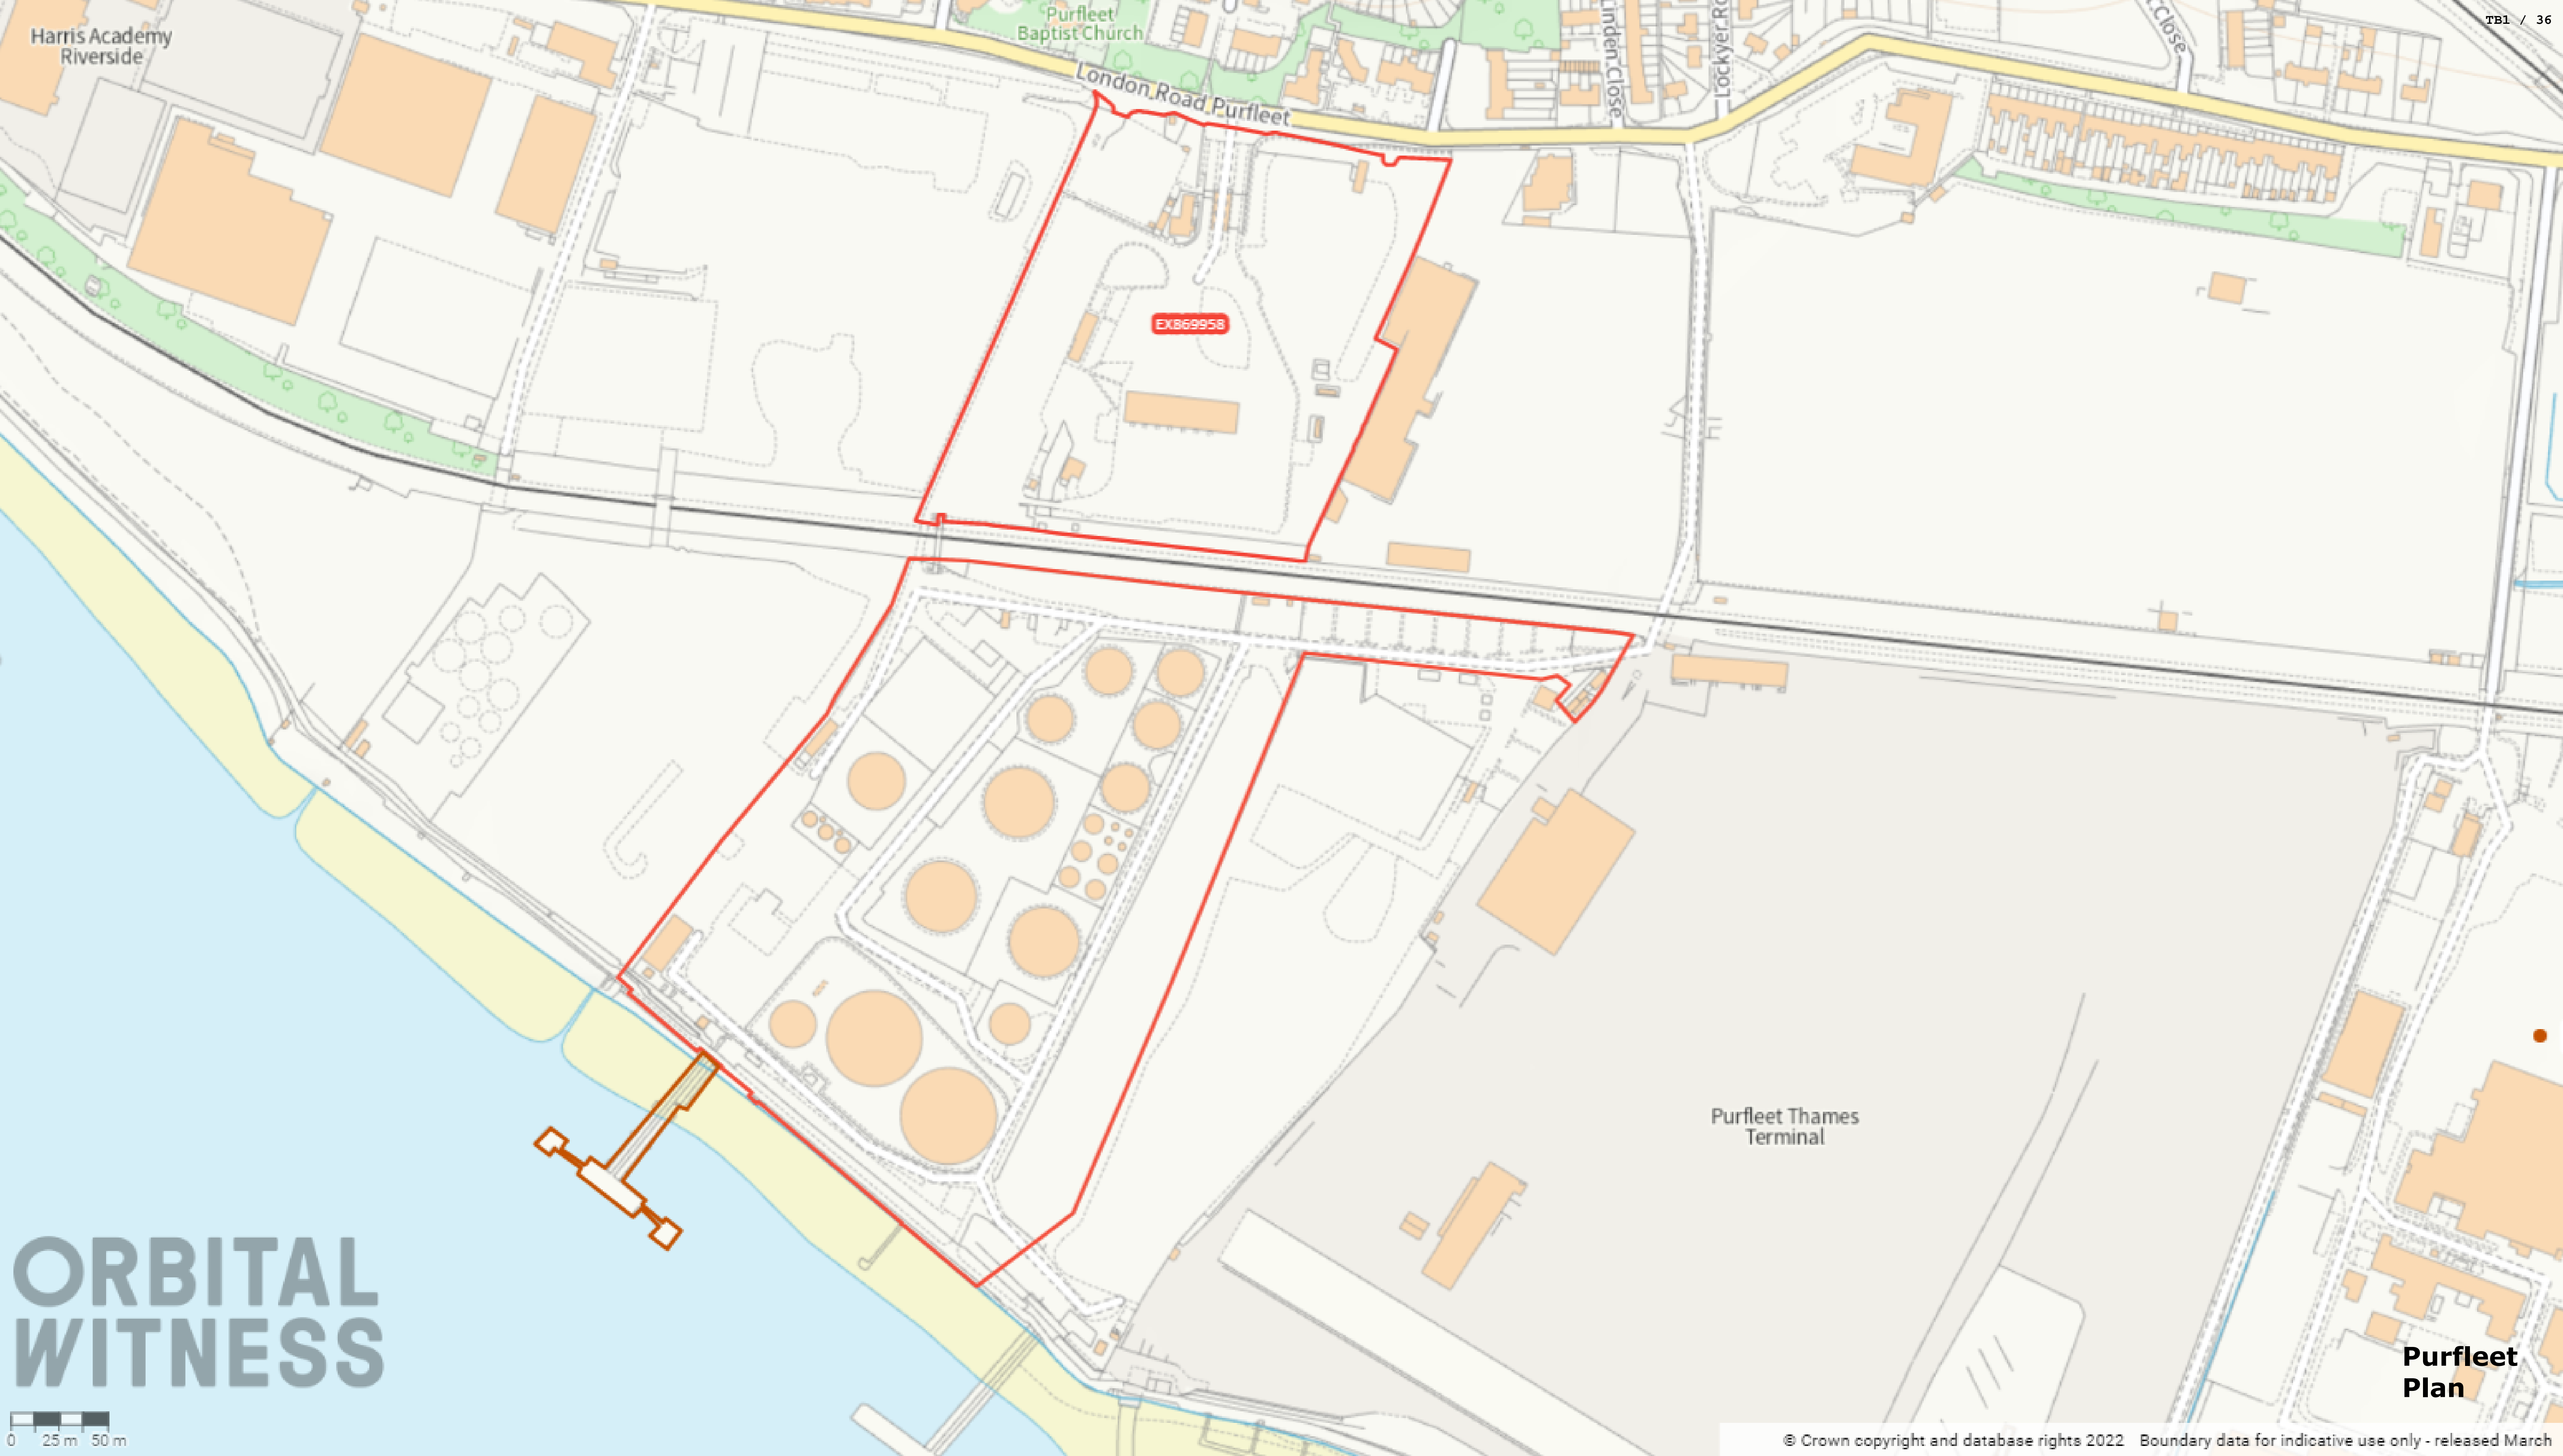 TB1 / 36
Harris Academy
Riverside
Purfleet
Baptist Church
London Road Purfleet
Linden Close
Lockyer Ro
Close
EX869958
Purfleet Thames
Terminal
ORBITAL
WITNESS
Purfleet
Plan
0 25 m 50 m
© Crown copyright and database rights 2022 Boundary data for indicative use only - released March